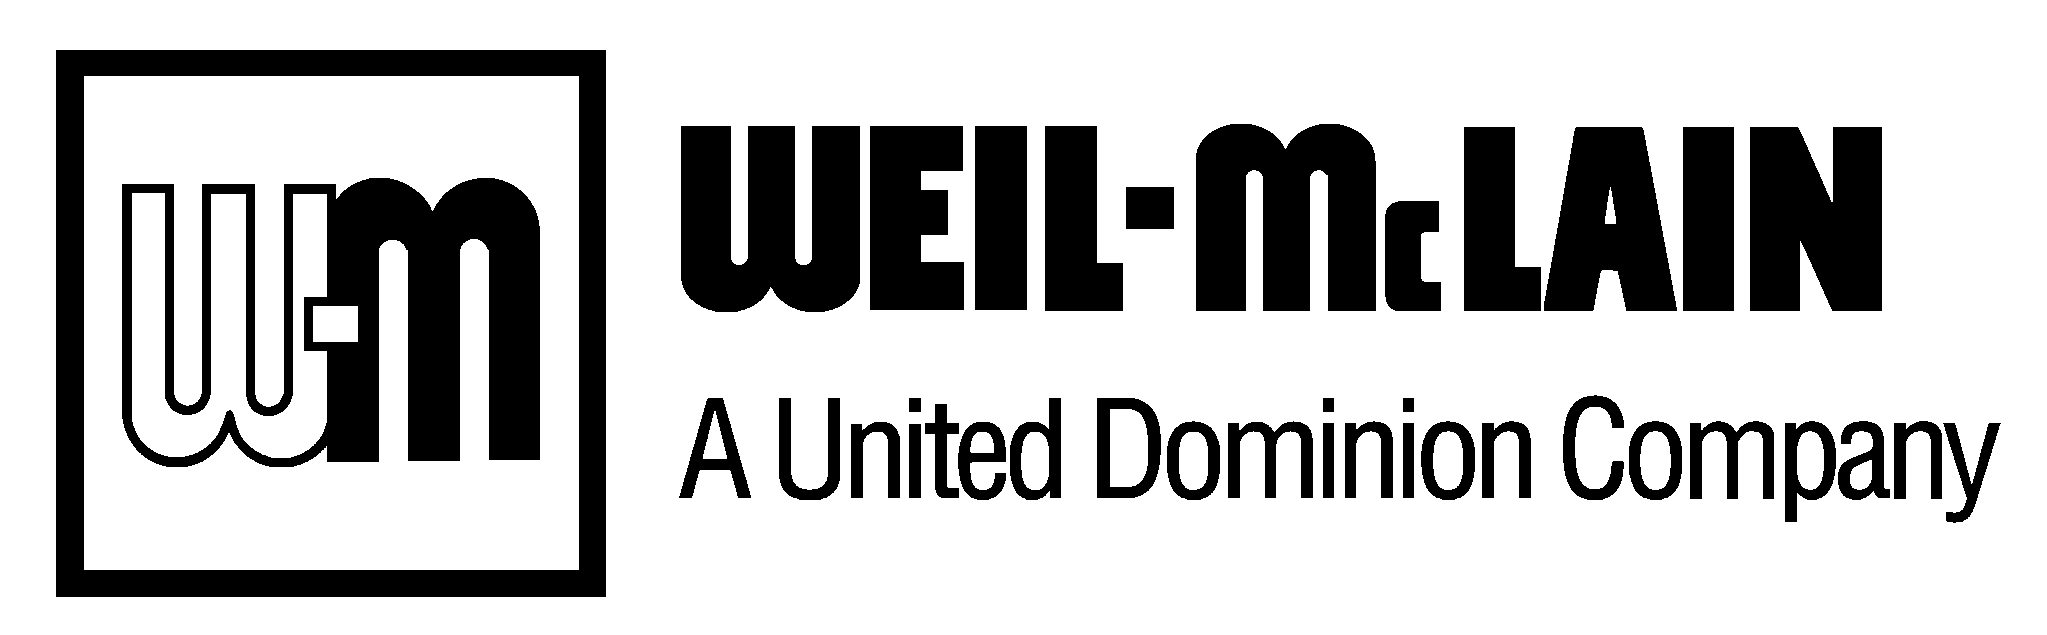 W-M
WEIL-McLAIN
A United Dominion Company